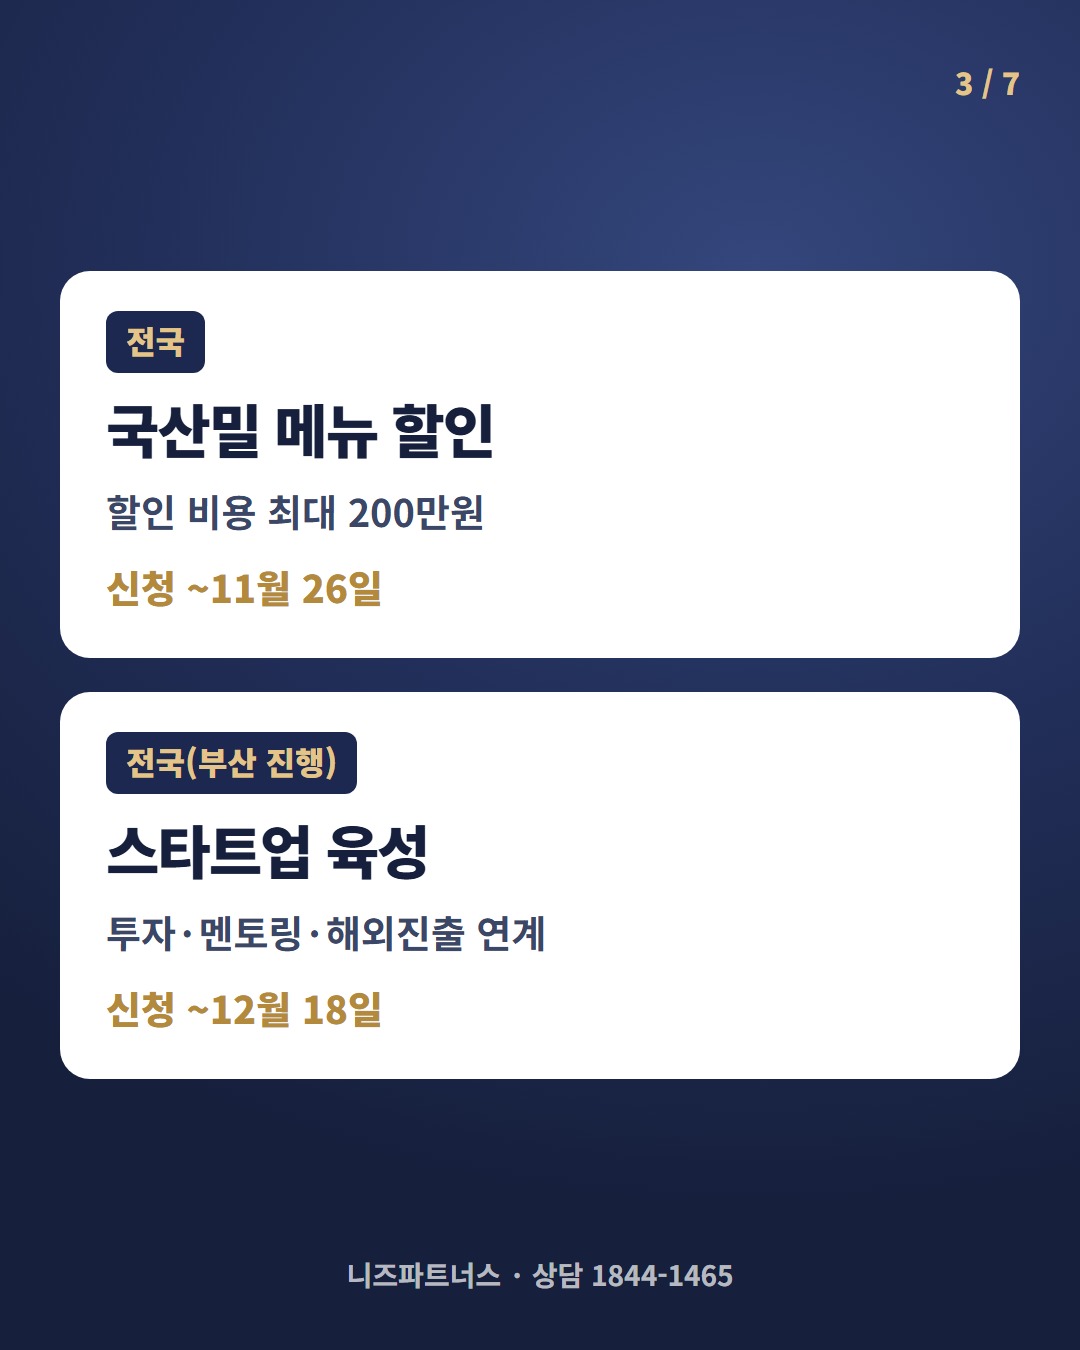 3 / 7
전국
국산밀 메뉴 할인
할인 비용 최대 200만원
신청 ~11월 26일
전국(부산 진행)
스타트업 육성
투자·멘토링·해외진출 연계
신청 ~12월 18일
니즈파트너스 · 상담 1844-1465